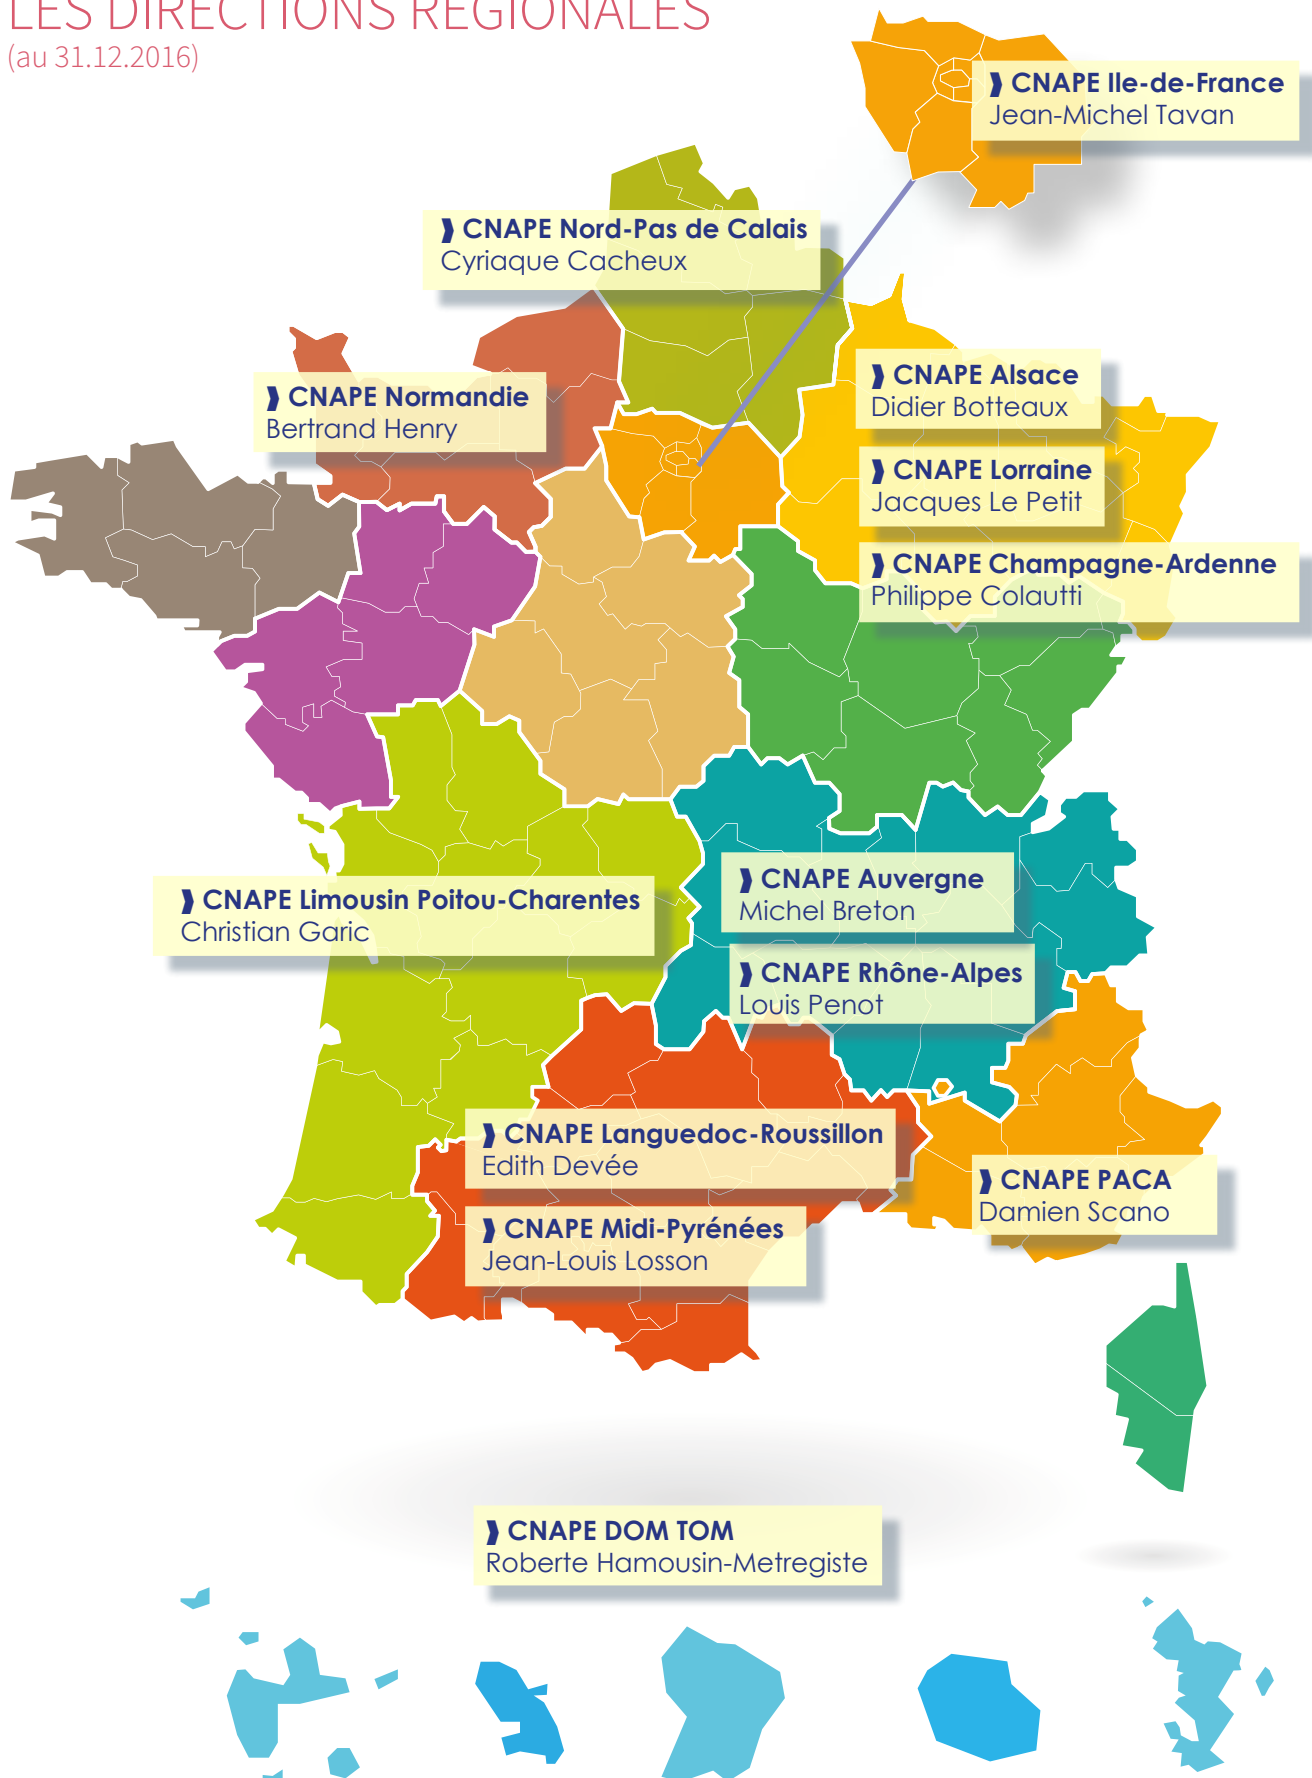 LES DIRECTIONS RÉGIONALES
(au 31.12.2016)
CNAPE Ile-de-France
Jean-Michel Tavan
CNAPE Nord-Pas de Calais
Cyriaque Cacheux
CNAPE Alsace
Didier Botteaux
CNAPE Normandie
Bertrand Henry
CNAPE Lorraine
Jacques Le Petit
CNAPE Champagne-Ardenne
Philippe Colautti
CNAPE Auvergne
Michel Breton
CNAPE Limousin Poitou-Charentes
Christian Garic
CNAPE Rhône-Alpes
Louis Penot
CNAPE Languedoc-Roussillon
Edith Devée
CNAPE PACA
Damien Scano
CNAPE Midi-Pyrénées
Jean-Louis Losson
CNAPE DOM TOM
Roberte Hamousin-Metregiste